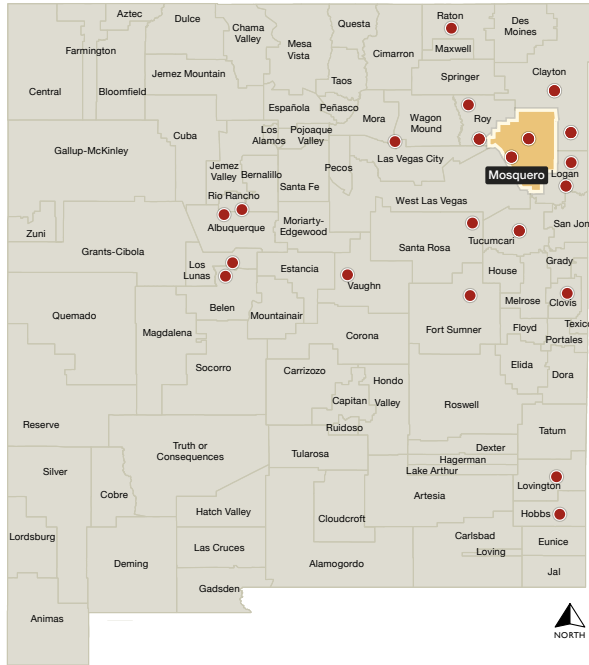 Aztec
Dulce
Chama
Valley
Questa
Raton
Des
Moines
Farmington
Mesa
Vista
Cimarron
Maxwell
Central
Bloomfield
Jemez Mountain
Taos
Springer
Clayton
Española
Peñasco
Mora
Wagon
Mound
Roy
Gallup-McKinley
Cuba
Los
Alamos
Pojoaque
Valley
Las Vegas City
Jemez
Valley
Bernalillo
Pecos
Mosquero
Logan
Santa Fe
Rio Rancho
West Las Vegas
Zuni
Albuquerque
Moriarty-
Edgewood
San Jon
Grants-Cibola
Santa Rosa
Tucumcari
Los
Lunas
Estancia
House
Grady
Vaughn
Quemado
Belen
Mountainair
Melrose
Clovis
Magdalena
Corona
Fort Sumner
Floyd
Texico
Portales
Socorro
Carrizozo
Hondo
Valley
Elida
Dora
Capitan
Roswell
Reserve
Ruidoso
Tatum
Truth or
Consequences
Tularosa
Dexter
Hagerman
Silver
Lake Arthur
Cobre
Artesia
Lovington
Hatch Valley
Cloudcroft
Hobbs
Lordsburg
Las Cruces
Carlsbad
Loving
Eunice
Deming
Alamogordo
Jal
Gadsden
Animas
NORTH